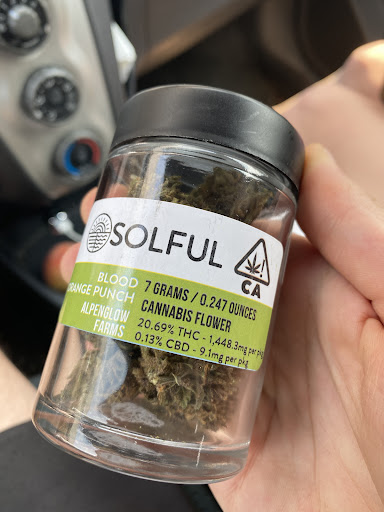 SOLFUL
CA
BLOOD
ORANGE PUNCH
ALPENGLOW
FARMS
7 GRAMS / 0.247 OUNCES
CANNABIS FLOWER
20.69% THC - 1,448.3mg per pkg
0.13% CBD - 9.1mg per pkg